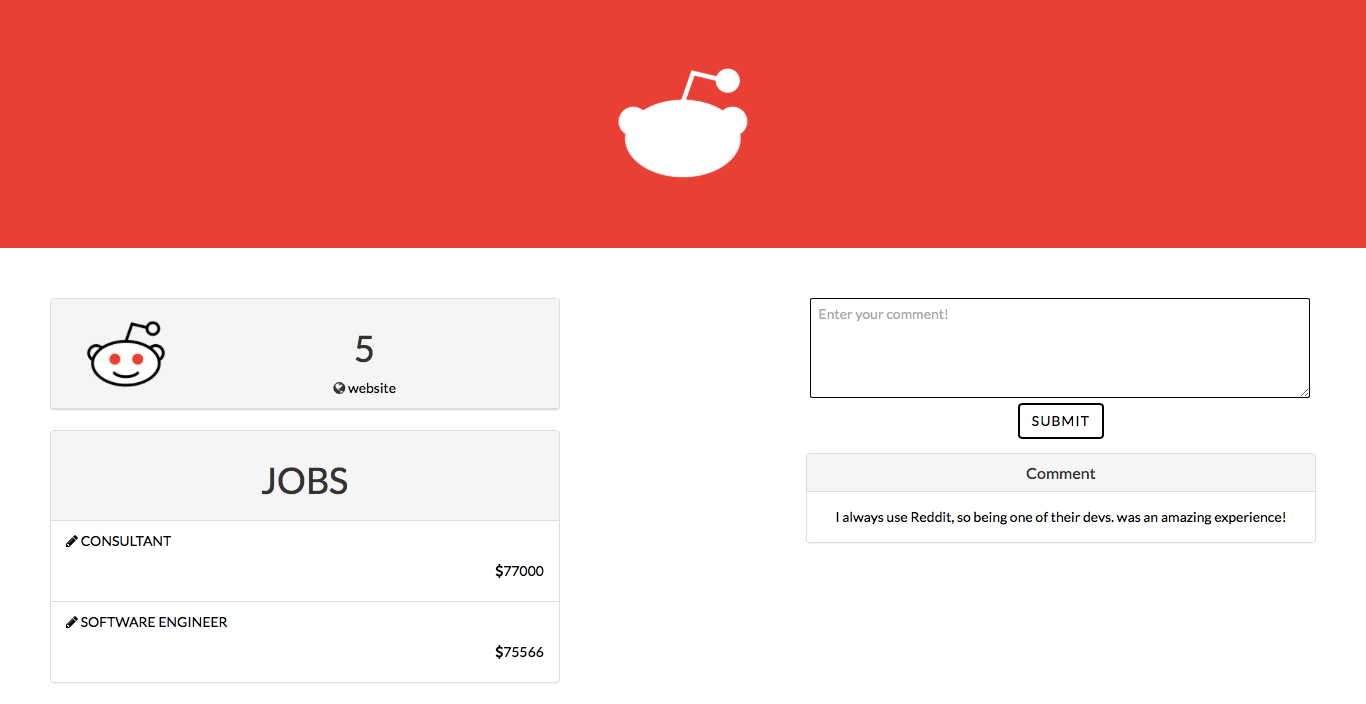 5
website
JOBS
CONSULTANT
$77000
SOFTWARE ENGINEER
$75566
Enter your comment!
SUBMIT
Comment
I always use Reddit, so being one of their devs. was an amazing experience!